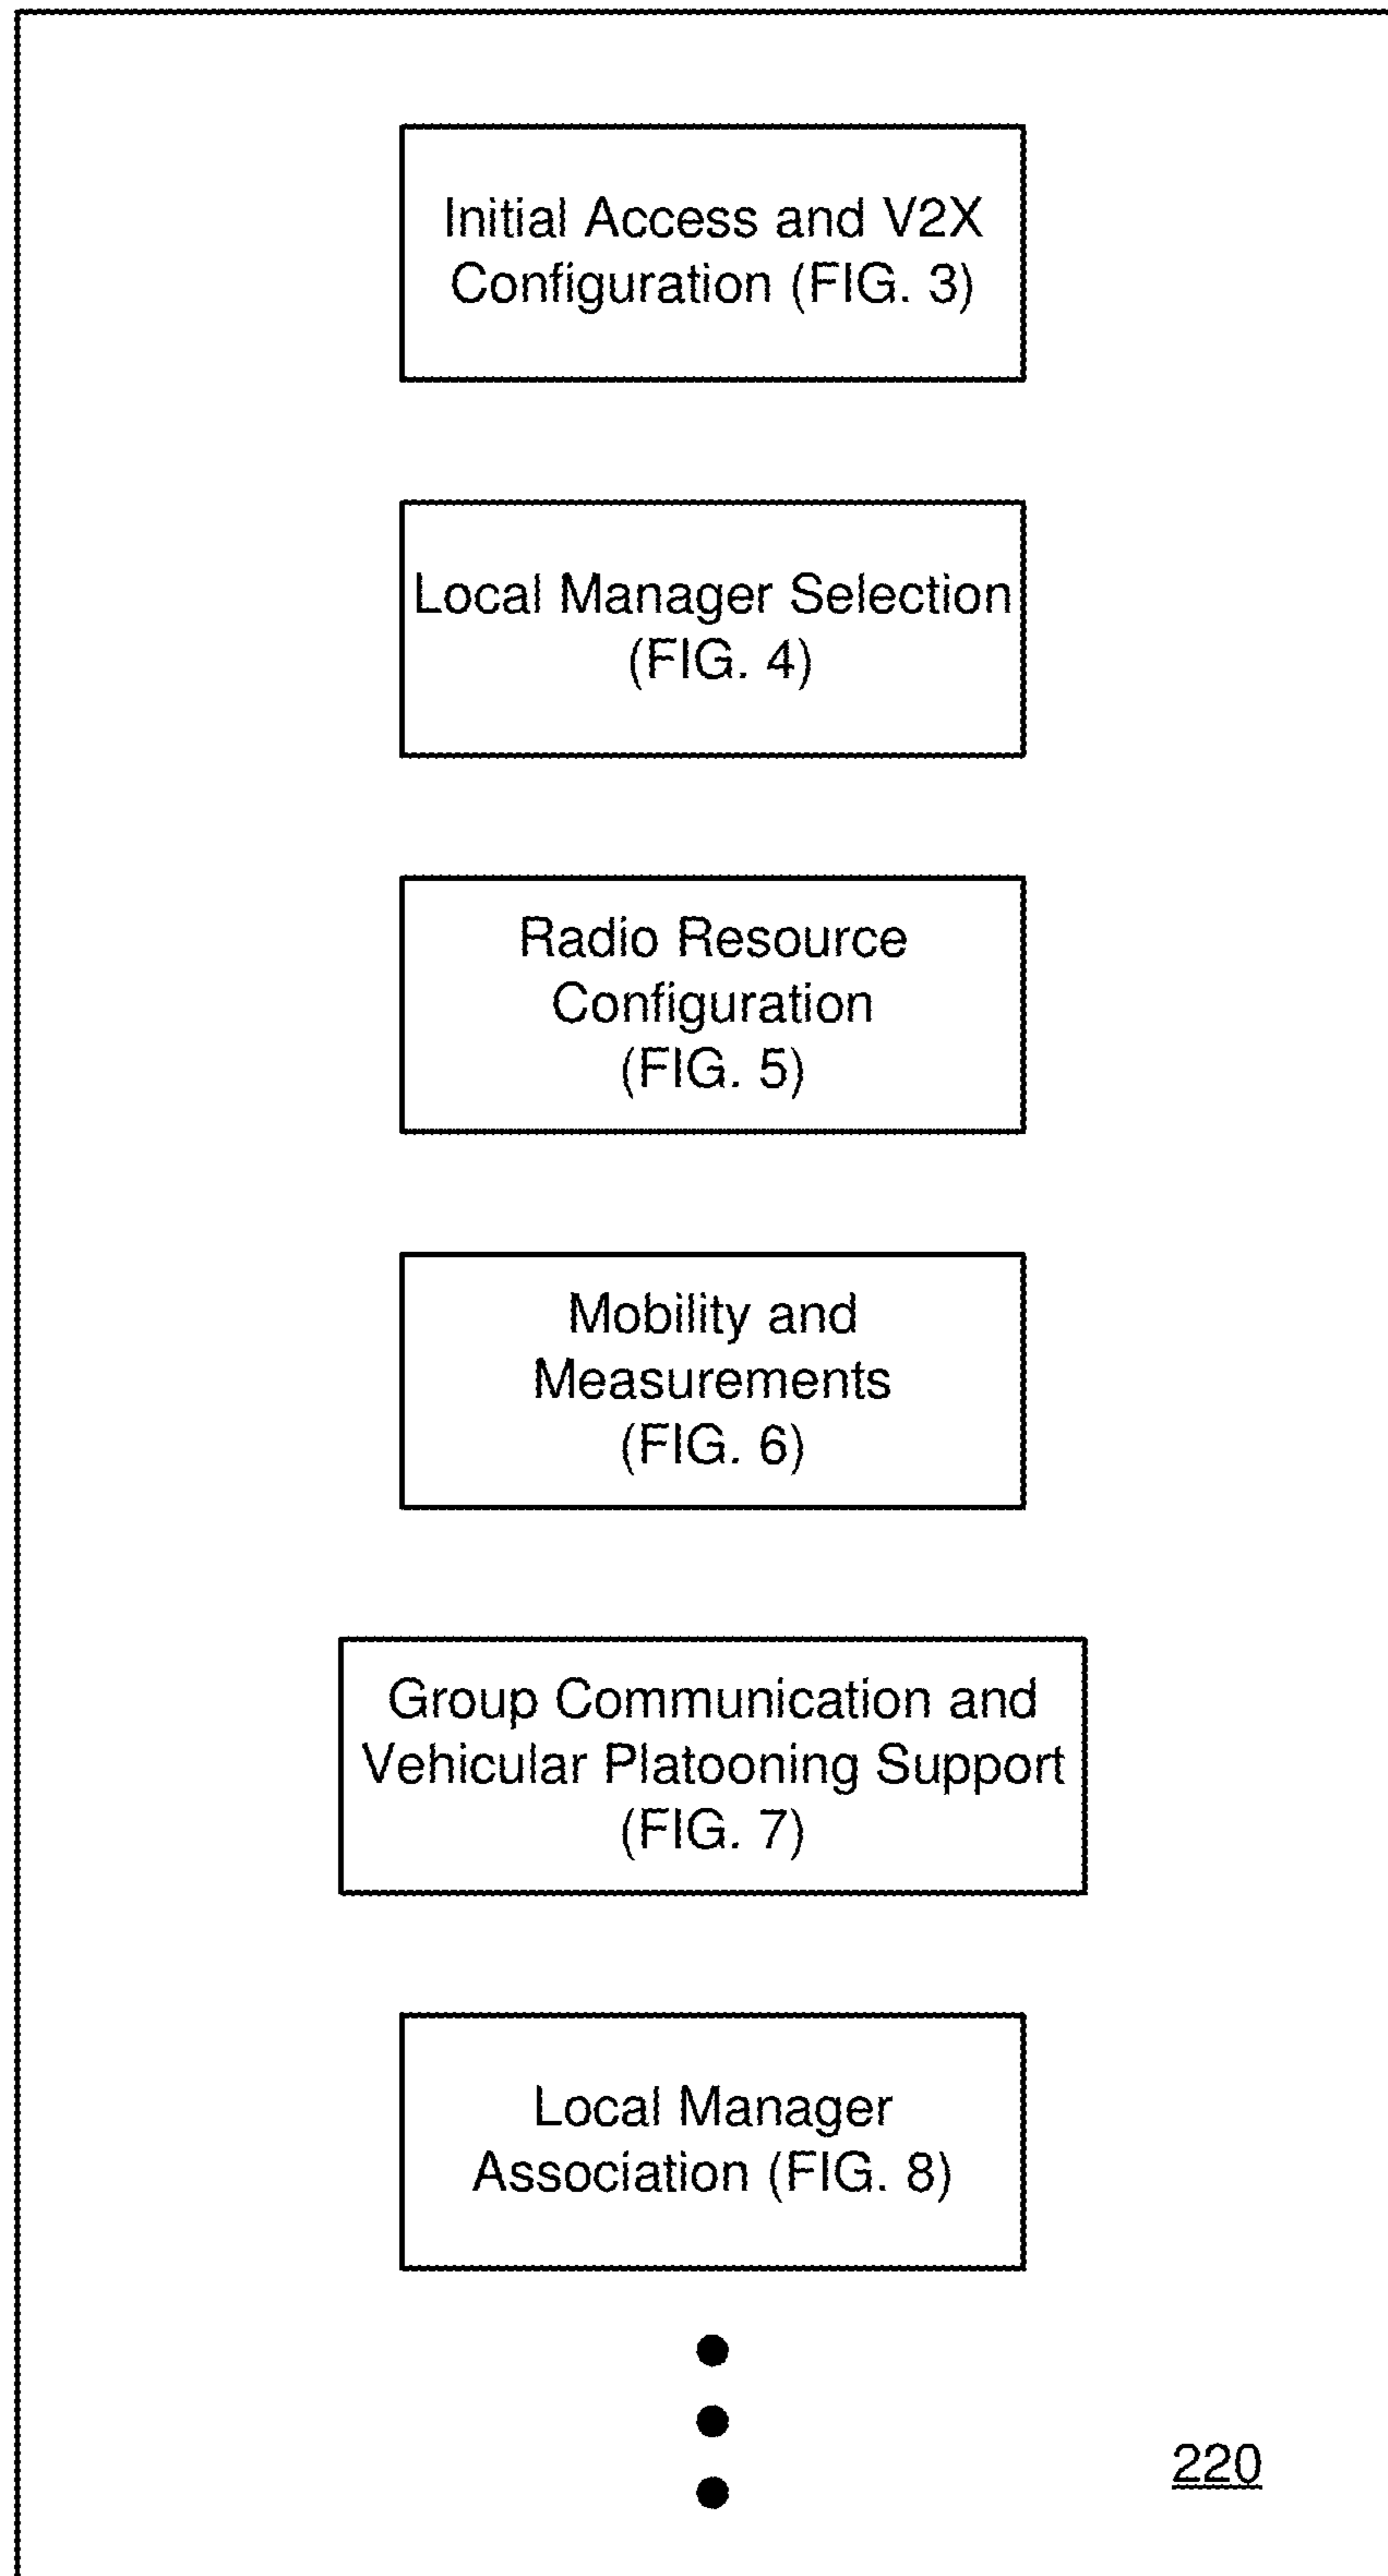 Initial Access and V2X
Configuration (FIG. 3)
Local Manager Selection
(FIG. 4)
Radio Resource
Configuration
(FIG. 5)
Mobility and
Measurements
(FIG. 6)
Group Communication and
Vehicular Platooning Support
(FIG. 7)
Local Manager
Association (FIG. 8)
220